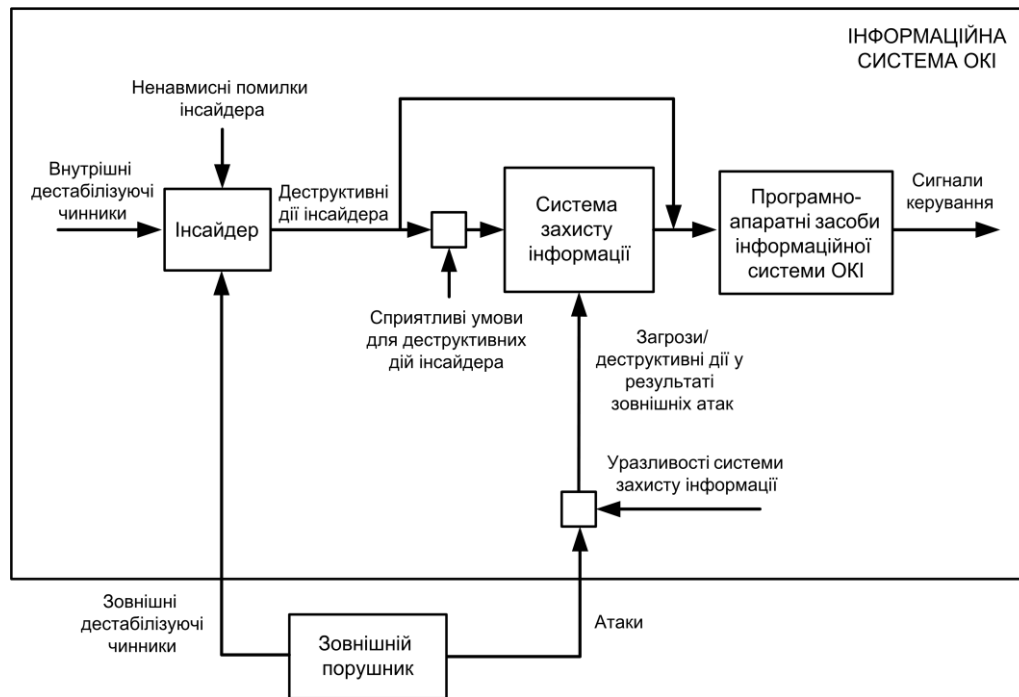 ІНФОРМАЦІЙНА
СИСТЕМА ОКІ
Ненавмисні помилки
інсайдера
Внутрішні
дестабілізуючі
чинники
Інсайдер
Деструктивні
дії інсайдера
Система
захисту
інформації
Програмно-
апаратні засоби
інформаційної
системи ОКІ
Сигнали
керування
Сприятливі умови
для деструктивних
дій інсайдера
Загрози/
деструктивні дії у
результаті
зовнішніх атак
Уразливості системи
захисту інформації
Зовнішні
дестабілізуючі
чинники
Зовнішній
порушник
Атаки